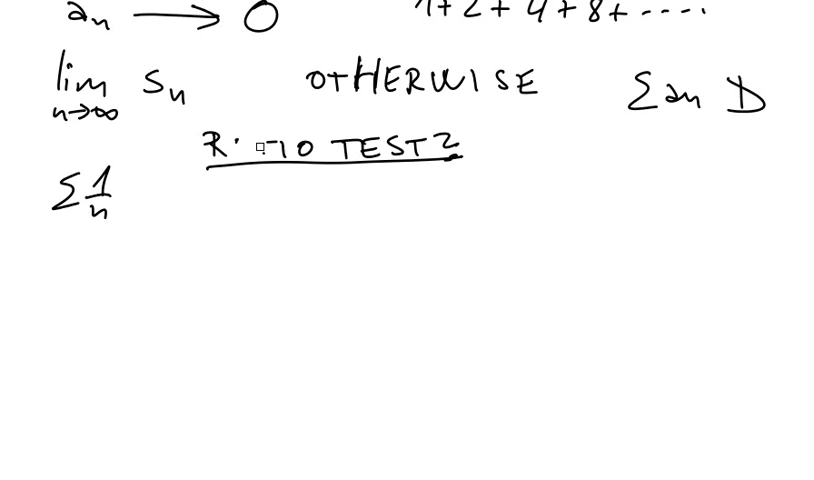 an → 0 1+2+4+8+....
lim n→∞ Sn OTHERWISE Σan D
TEST
Σ 1/n